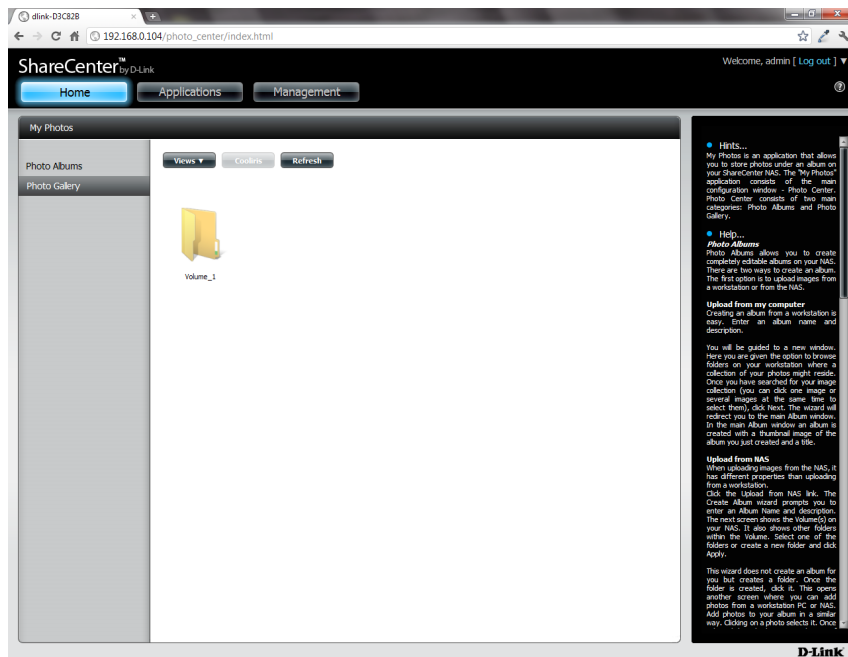 dlink-D3C82B
192.168.0.104/photo_center/index.html
ShareCenter™ by D-Link
Welcome, admin [ Log out ] ▼
Home
Applications
Management
My Photos
Photo Albums
Photo Gallery
Views ▼
Cooliris
Refresh
Volume_1
Hints...
My Photos is an application that allows
you to store photos under an album on
your ShareCenter NAS. The "My Photos"
application consists of the main
configuration window - Photo Center.
Photo Center consists of two main
categories: Photo Albums and Photo
Gallery.
Help...
Photo Albums
Photo Albums allows you to create
completely editable albums on your NAS.
There are two ways to create an album.
The first option is to upload images from
a workstation or from the NAS.
Upload from my computer
Creating an album from a workstation is
easy. Enter an album name and
description.
You will be guided to a new window.
Here you are given the option to browse
folders on your workstation where a
collection of your photos might reside.
Once you have searched for your image
collection (you can click one image or
several images at the same time to
select them), click Next. The wizard will
redirect you to the main Album window.
In the main Album window an album is
created with a thumbnail image of the
album you just created and a title.
Upload from NAS
When uploading images from the NAS, it
has different properties than uploading
from a workstation.
Click the Upload from NAS link. The
Create Album wizard prompts you to
enter an Album Name and description.
The next screen shows the Volume(s) on
your NAS. It also shows other folders
within the Volume. Select one of the
folders or create a new folder and click
Apply.
This wizard does not create an album for
you but creates a folder. Once the
folder is created, click it. This opens
another screen where you can add
photos from a workstation PC or NAS.
Add photos to your album in a similar
way. Clicking on a photo selects it. Once
D-Link